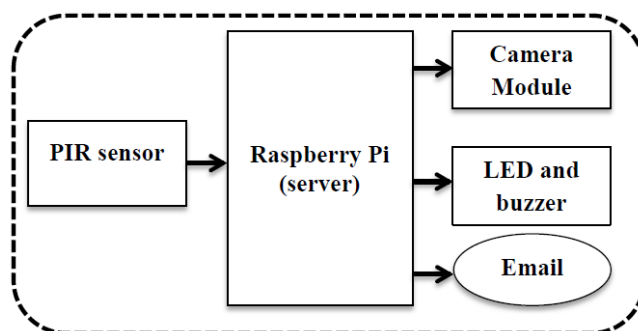 PIR sensor
Raspberry Pi
(server)
Camera
Module
LED and
buzzer
Email